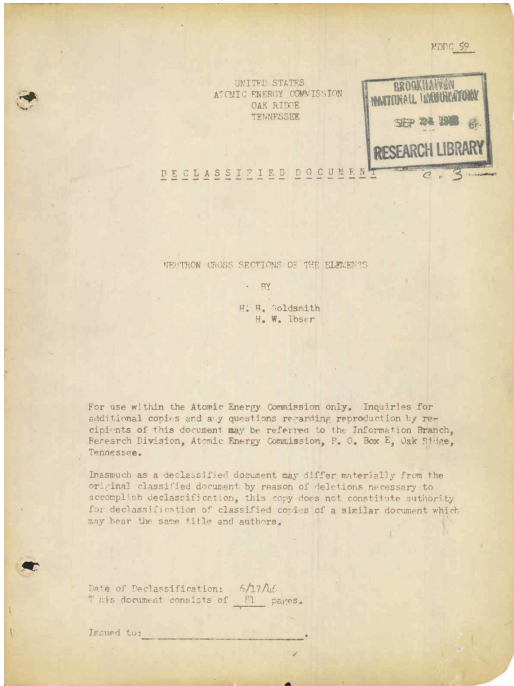 MDDC 59
UNITED STATES
ATOMIC ENERGY COMMISSION
OAK RIDGE
TENNESSEE
BROOKHAVEN
NATIONAL LABORATORY
SEP
RESEARCH LIBRARY
C. 3
DECLASSIFIED DOCUMENT
NEUTRON CROSS SECTIONS OF THE ELEMENTS
BY
H. H. Goldsmith
H. W. Ibser
For use within the Atomic Energy Commission only. Inquiries for
additional copies and any questions regarding reproduction by re-
cipients of this document may be referred to the Information Branch,
Research Division, Atomic Energy Commission, P. O. Box E, Oak Ridge,
Tennessee.
Inasmuch as a declassified document may differ materially from the
original classified document by reason of deletions necessary to
accomplish declassification, this copy does not constitute authority
for declassification of classified copies of a similar document which
may bear the same title and authors.
Date of Declassification: 6/17/46
This document consists of 81 pages.
Issued to: .